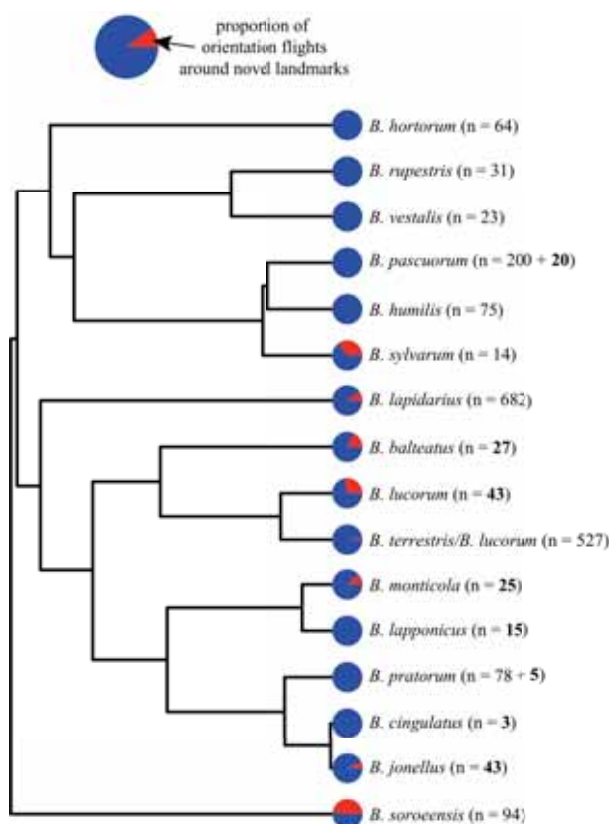 proportion of
orientation flights
around novel landmarks
B. hortorum (n = 64)
B. rupestris (n = 31)
B. vestalis (n = 23)
B. pascuorum (n = 200 + 20)
B. humilis (n = 75)
B. sylvarum (n = 14)
B. lapidarius (n = 682)
B. balteatus (n = 27)
B. lucorum (n = 43)
B. terrestris/B. lucorum (n = 527)
B. monticola (n = 25)
B. lapponicus (n = 15)
B. pratorum (n = 78 + 5)
B. cingulatus (n = 3)
B. jonellus (n = 43)
B. soroeensis (n = 94)